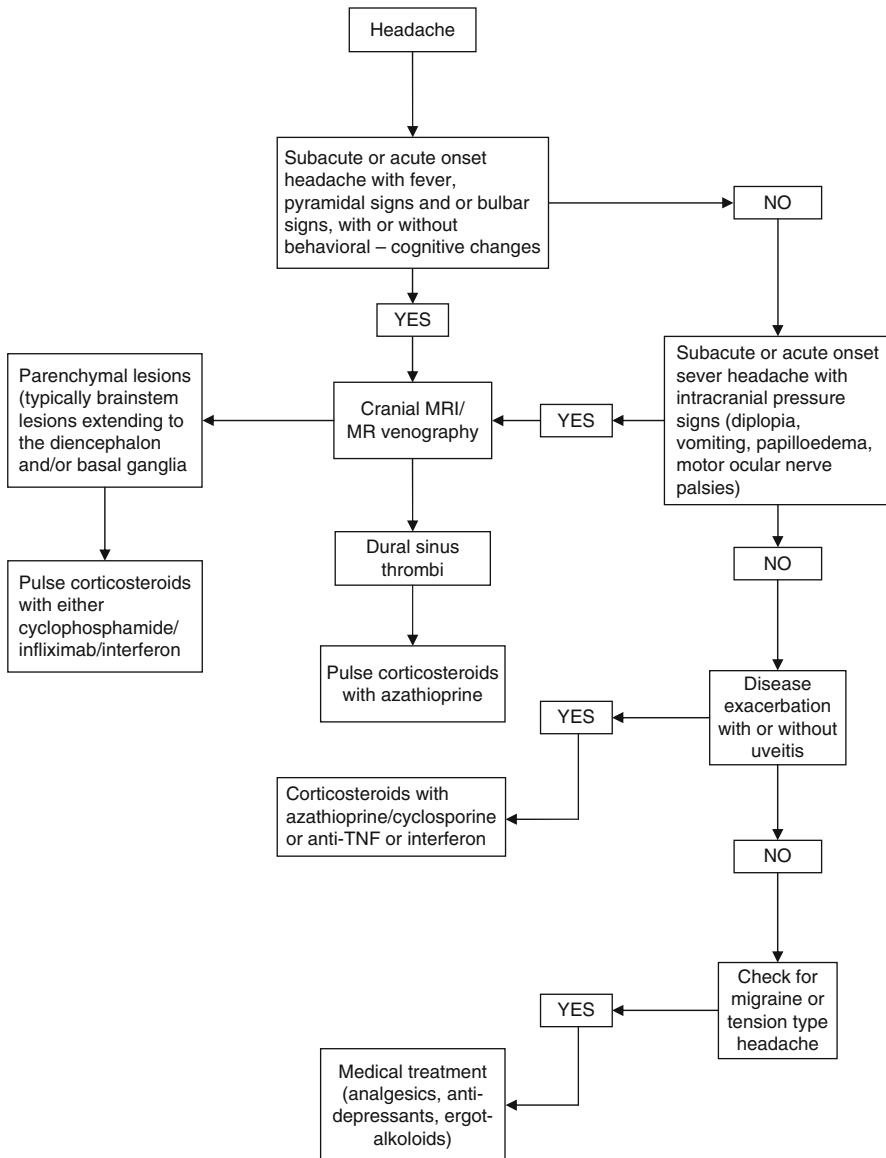 Headache
Subacute or acute onset
headache with fever,
pyramidal signs and or bulbar
signs, with or without
behavioral – cognitive changes
NO
YES
Parenchymal lesions
(typically brainstem
lesions extending to
the diencephalon
and/or basal ganglia
Cranial MRI/
MR venography
YES
Subacute or acute onset
sever headache with
intracranial pressure
signs (diplopia,
vomiting, papilloedema,
motor ocular nerve
palsies)
Dural sinus
thrombi
NO
Pulse corticosteroids
with either
cyclophosphamide/
infliximab/interferon
Pulse corticosteroids
with azathioprine
YES
Disease
exacerbation
with or without
uveitis
Corticosteroids with
azathioprine/cyclosporine
or anti-TNF or interferon
NO
YES
Check for
migraine or
tension type
headache
Medical treatment
(analgesics, anti-
depressants, ergot-
alkoloids)